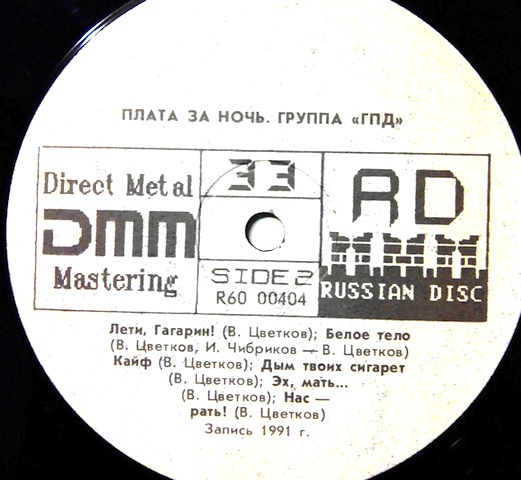 ПЛАТА ЗА НОЧЬ. ГРУППА «ГПД»
Direct Metal
DMM
Mastering
33
SIDE 2
R60 00404
RD
RUSSIAN DISC
Лети, Гагарин! (В. Цветков); Белое тело
(В. Цветков, И. Чибриков — В. Цветков)
Кайф (В. Цветков); Дым твоих сигарет
(В. Цветков); Эх, мать...
(В. Цветков); Нас —
рать! (В. Цветков)
Запись 1991 г.